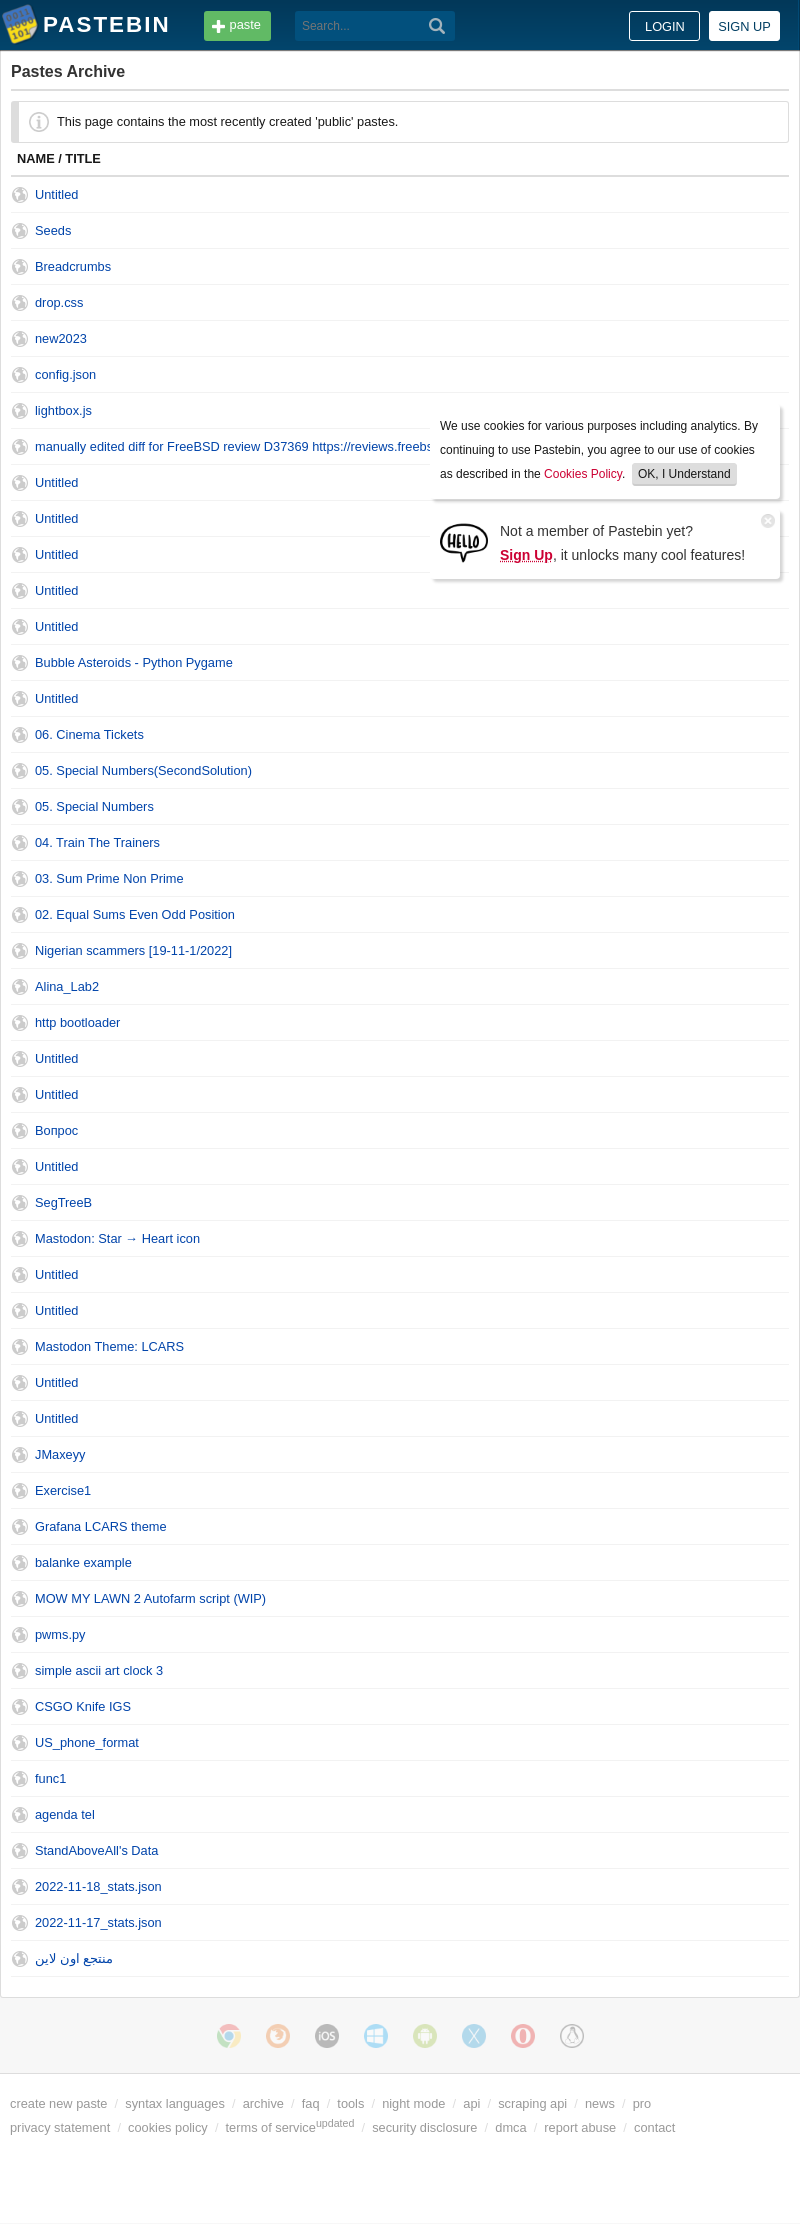 PASTEBIN paste Search... LOGIN SIGN UP
Pastes Archive
This page contains the most recently created 'public' pastes.
NAME / TITLE
Untitled
Seeds
Breadcrumbs
drop.css
new2023
config.json
lightbox.js
We use cookies for various purposes including analytics. By
continuing to use Pastebin, you agree to our use of cookies
as described in the Cookies Policy. OK, I Understand
manually edited diff for FreeBSD review D37369 https://reviews.freebs
Untitled
Untitled
HELLO
Not a member of Pastebin yet?
Sign Up, it unlocks many cool features!
Untitled
Untitled
Untitled
Bubble Asteroids - Python Pygame
Untitled
06. Cinema Tickets
05. Special Numbers(SecondSolution)
05. Special Numbers
04. Train The Trainers
03. Sum Prime Non Prime
02. Equal Sums Even Odd Position
Nigerian scammers [19-11-1/2022]
Alina_Lab2
http bootloader
Untitled
Untitled
Вопрос
Untitled
SegTreeB
Mastodon: Star → Heart icon
Untitled
Untitled
Mastodon Theme: LCARS
Untitled
Untitled
JMaxeyy
Exercise1
Grafana LCARS theme
balanke example
MOW MY LAWN 2 Autofarm script (WIP)
pwms.py
simple ascii art clock 3
CSGO Knife IGS
US_phone_format
func1
agenda tel
StandAboveAll's Data
2022-11-18_stats.json
2022-11-17_stats.json
منتجع اون لاين
iOS
create new paste / syntax languages / archive / faq / tools / night mode / api / scraping api / news / pro
privacy statement / cookies policy / terms of service updated / security disclosure / dmca / report abuse / contact